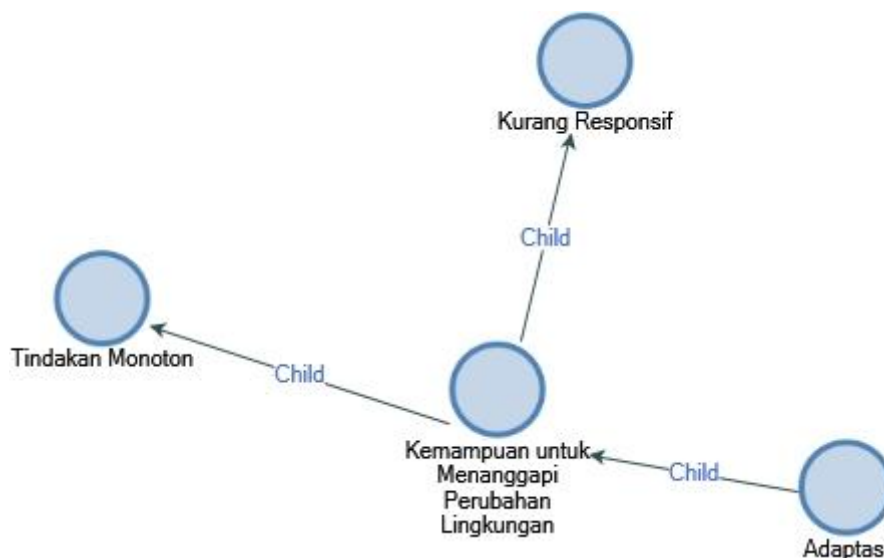 Kurang Responsif
Child
Tindakan Monoton
Child
Kemampuan untuk
Menanggapi
Perubahan
Lingkungan
Child
Adaptas